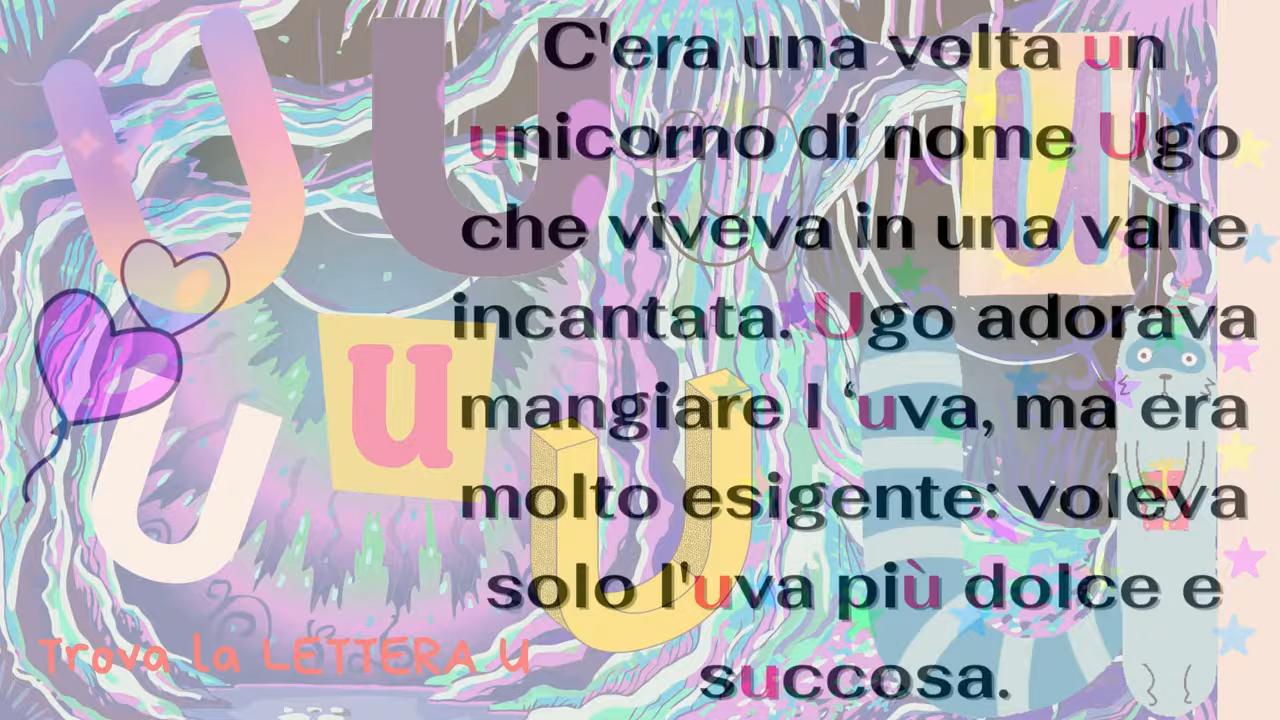 C'era una volta un
unicorno di nome Ugo
che viveva in una valle
incantata. Ugo adorava
mangiare l ‘uva, ma era
molto esigente: voleva
solo l'uva più dolce e
succosa.
U
U
u
u
U
u
U
Trova la LETTERA U